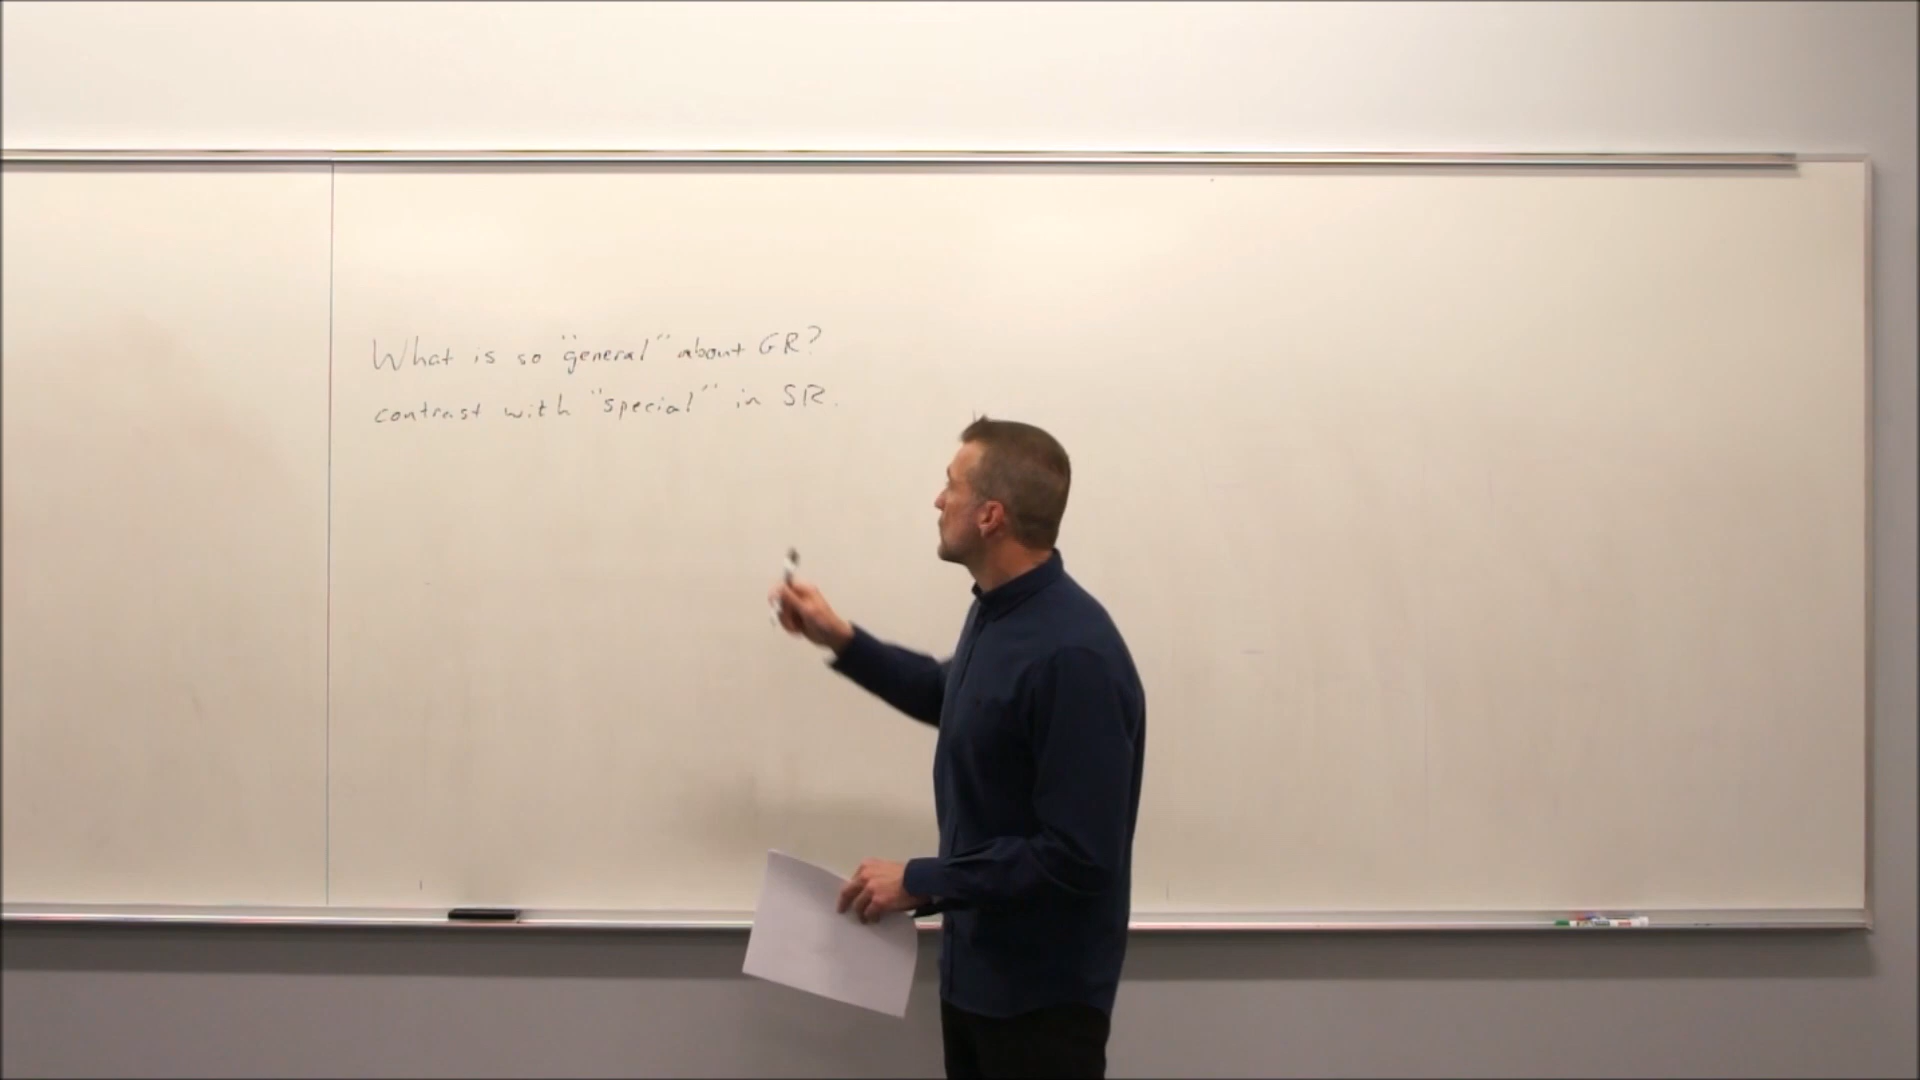 What is so "general" about GR?
contrast with "special" in SR.